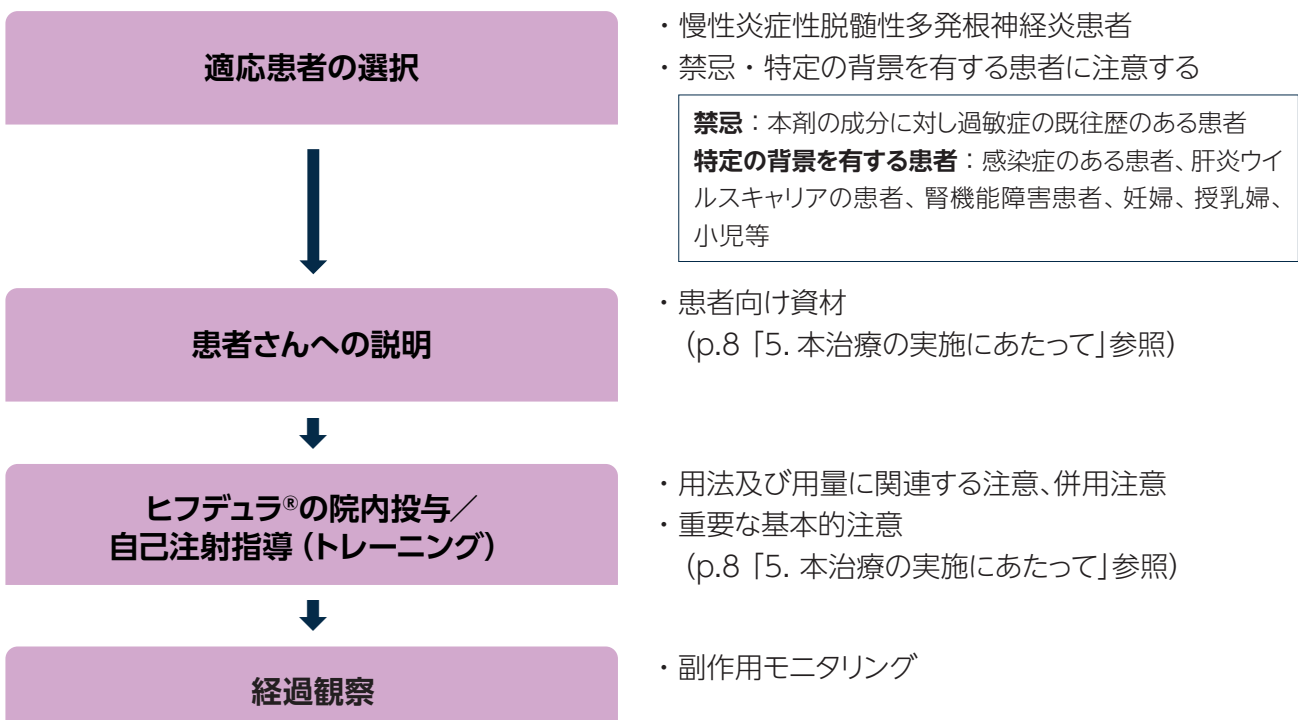 適応患者の選択
・慢性炎症性脱髄性多発根神経炎患者
・禁忌・特定の背景を有する患者に注意する
禁忌：本剤の成分に対し過敏症の既往歴のある患者
特定の背景を有する患者：感染症のある患者、肝炎ウイ
ルスキャリアの患者、腎機能障害患者、妊婦、授乳婦、
小児等
患者さんへの説明
・患者向け資材
（p.8「5. 本治療の実施にあたって」参照）
ヒフデュラ®の院内投与／
自己注射指導（トレーニング）
・用法及び用量に関連する注意、併用注意
・重要な基本的注意
（p.8「5. 本治療の実施にあたって」参照）
経過観察
・副作用モニタリング